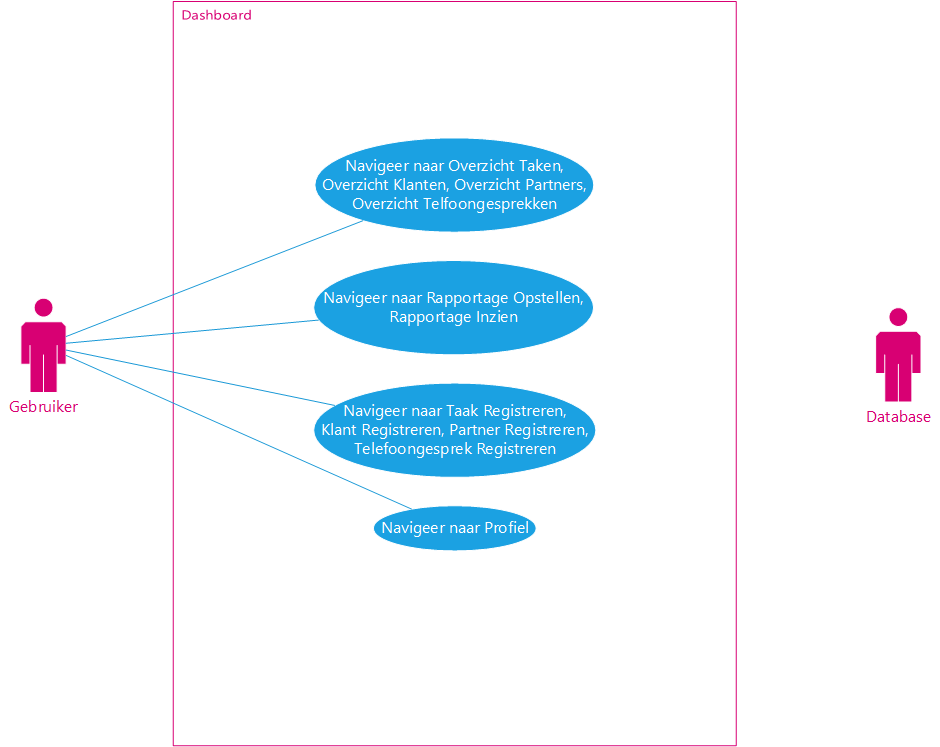 Dashboard
Navigeer naar Overzicht Taken,
Overzicht Klanten, Overzicht Partners,
Overzicht Telfoongesprekken
Navigeer naar Rapportage Opstellen,
Rapportage Inzien
Gebruiker
Database
Navigeer naar Taak Registreren,
Klant Registreren, Partner Registreren,
Telefoongesprek Registreren
Navigeer naar Profiel